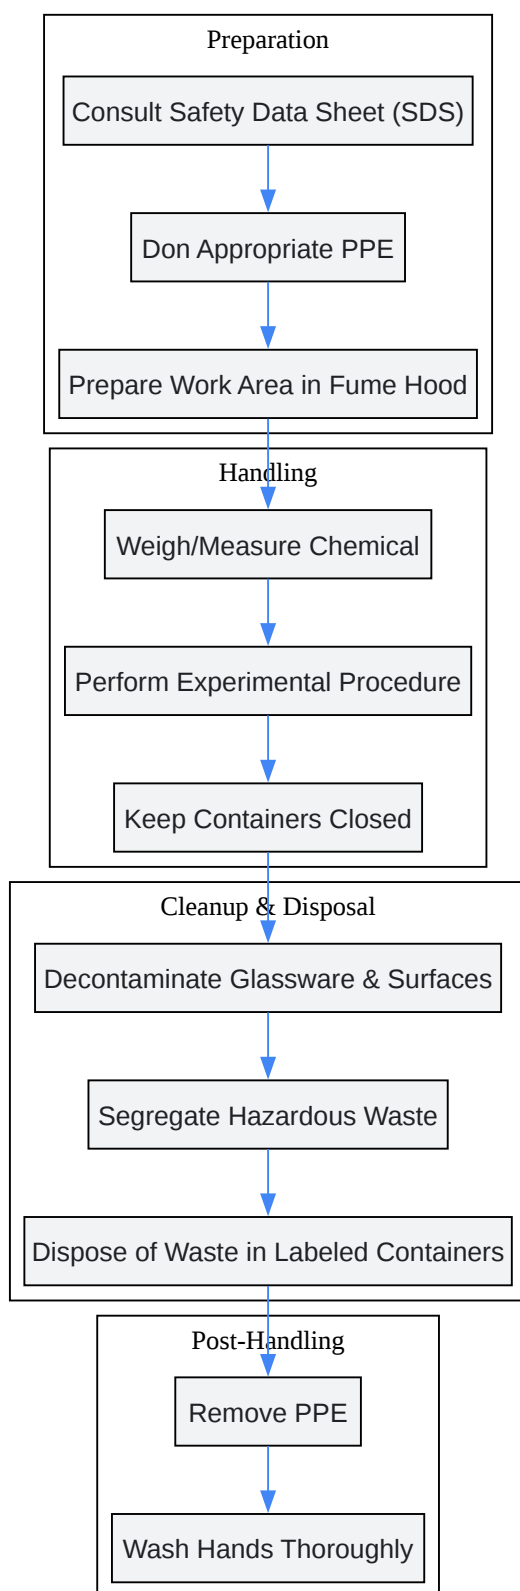 Preparation
Consult Safety Data Sheet (SDS)
Don Appropriate PPE
Prepare Work Area in Fume Hood
Handling
Weigh/Measure Chemical
Perform Experimental Procedure
Keep Containers Closed
Cleanup & Disposal
Decontaminate Glassware & Surfaces
Segregate Hazardous Waste
Dispose of Waste in Labeled Containers
Post-Handling
Remove PPE
Wash Hands Thoroughly